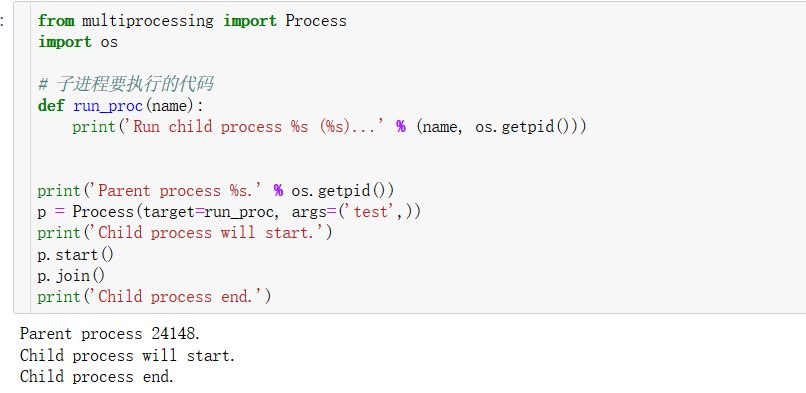 :
from multiprocessing import Process
import os
# 子进程要执行的代码
def run_proc(name):
    print('Run child process %s (%s)...' % (name, os.getpid()))
print('Parent process %s.' % os.getpid())
p = Process(target=run_proc, args=('test',))
print('Child process will start.')
p.start()
p.join()
print('Child process end.')
Parent process 24148.
Child process will start.
Child process end.